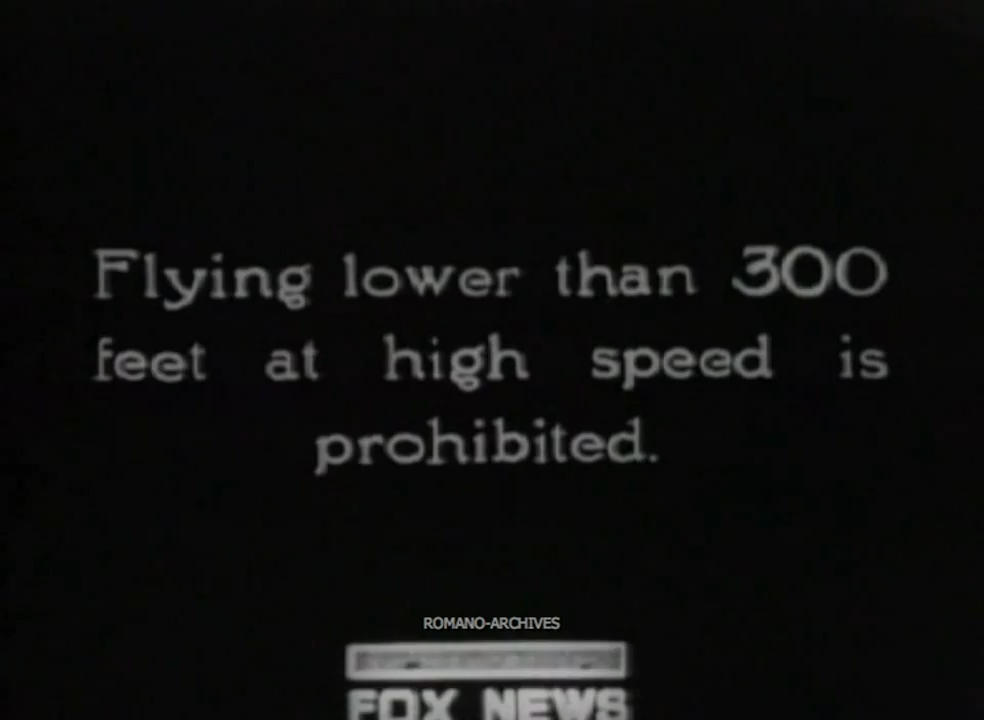 Flying lower than 300
feet at high speed is
prohibited.
ROMANO-ARCHIVES
FOX NEWS